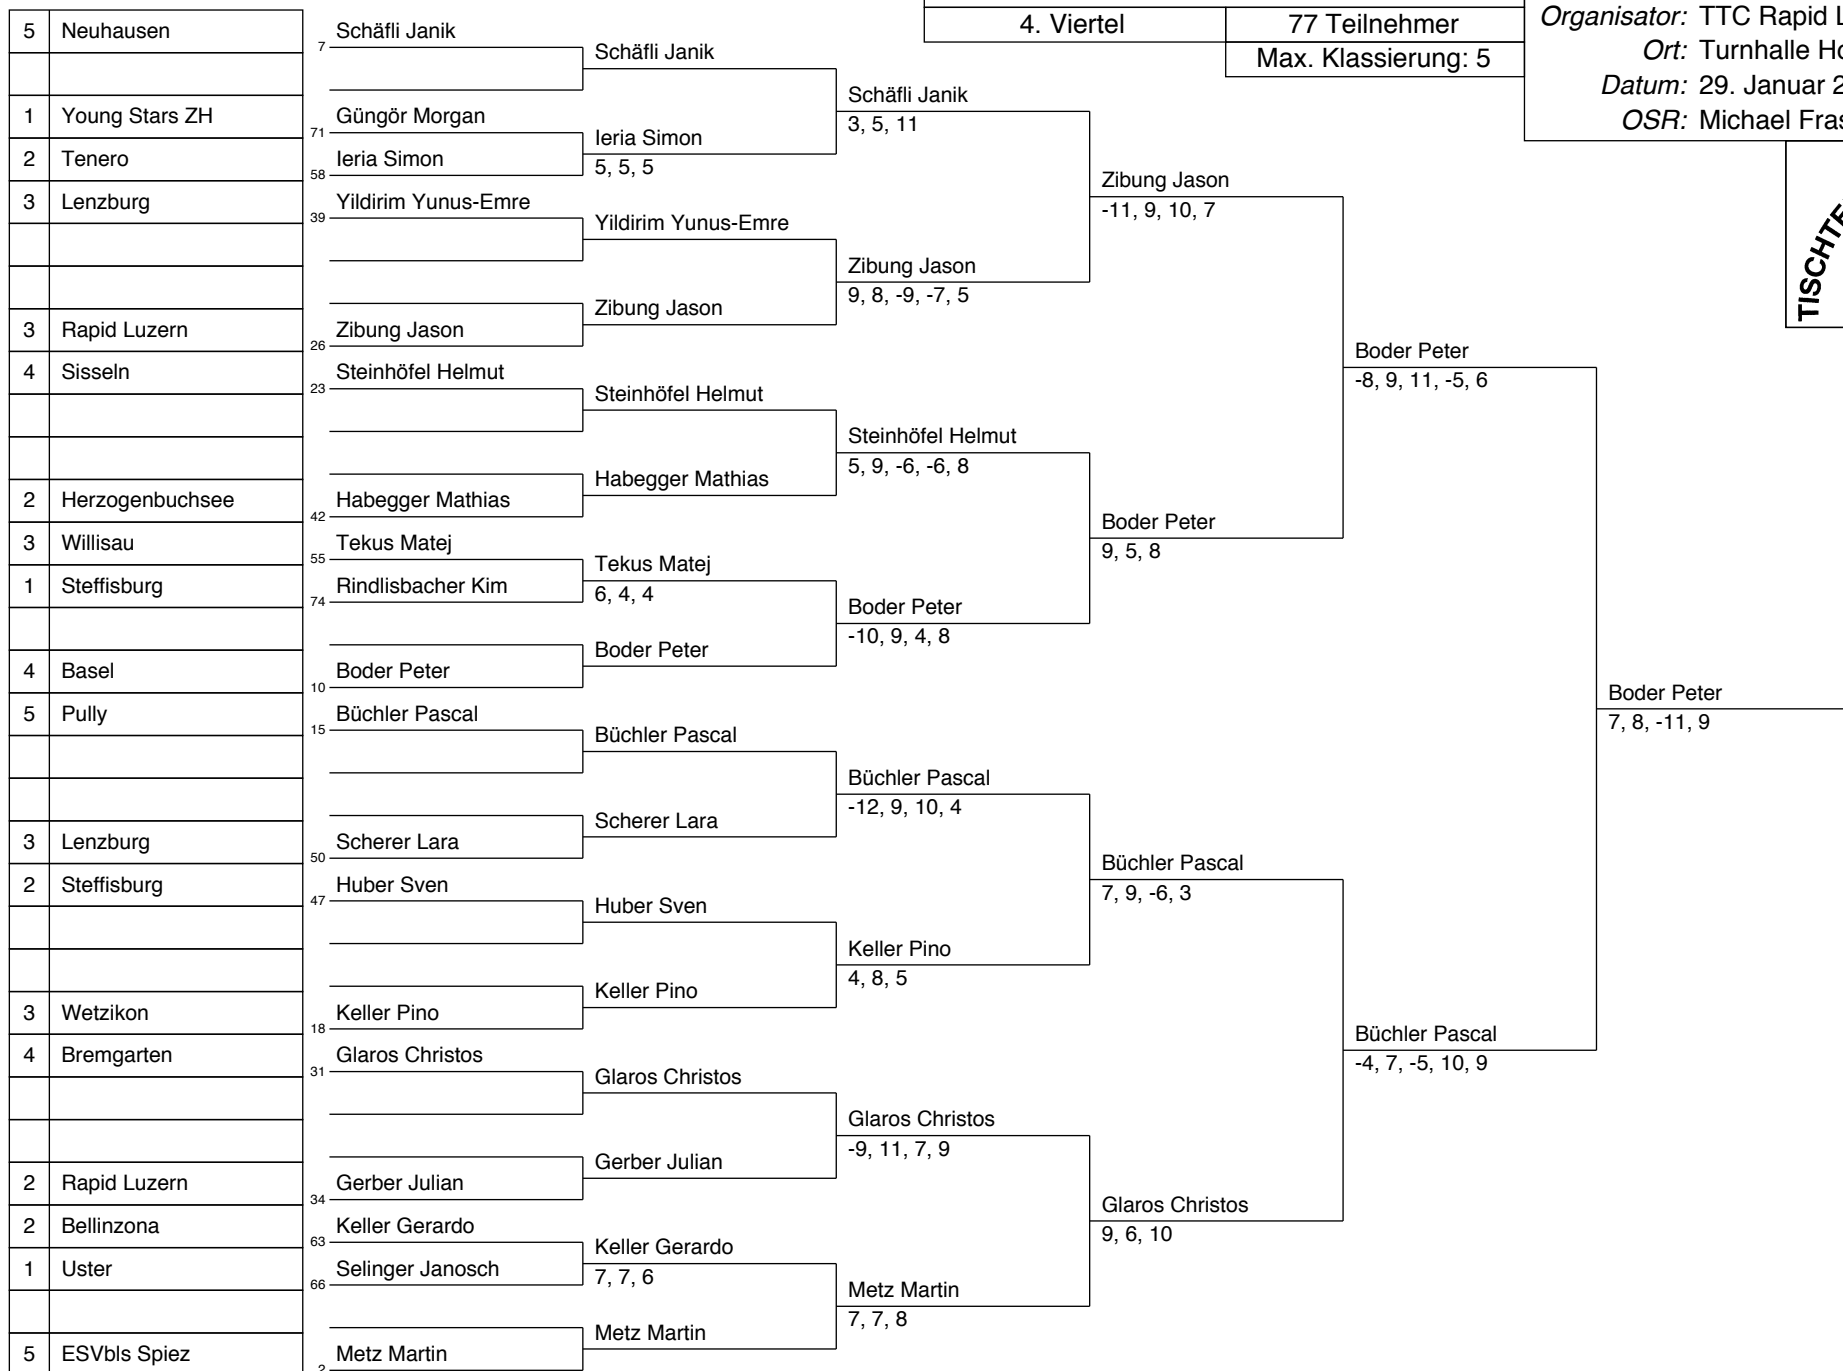 4. Viertel
77 Teilnehmer
Max. Klassierung: 5
Organisator: TTC Rapid
Ort: Turnhalle
Datum: 29. Januar
OSR: Michael
5 Neuhausen 7 Schäfli Janik
1 Young Stars ZH 71 Güngör Morgan
2 Tenero 58 Ieria Simon
3 Lenzburg 39 Yildirim Yunus-Emre
3 Rapid Luzern 26 Zibung Jason
4 Sisseln 23 Steinhöfel Helmut
2 Herzogenbuchsee 42 Habegger Mathias
3 Willisau 55 Tekus Matej
1 Steffisburg 74 Rindlisbacher Kim
4 Basel 10 Boder Peter
5 Pully 15 Büchler Pascal
3 Lenzburg 50 Scherer Lara
2 Steffisburg 47 Huber Sven
3 Wetzikon 18 Keller Pino
4 Bremgarten 31 Glaros Christos
2 Rapid Luzern 34 Gerber Julian
2 Bellinzona 63 Keller Gerardo
1 Uster 66 Selinger Janosch
5 ESVbls Spiez 2 Metz Martin
Schäfli Janik
Ieria Simon
5, 5, 5
Yildirim Yunus-Emre
Zibung Jason
Steinhöfel Helmut
Habegger Mathias
Tekus Matej
6, 4, 4
Boder Peter
Büchler Pascal
Scherer Lara
Huber Sven
Keller Pino
Glaros Christos
Gerber Julian
Keller Gerardo
7, 7, 6
Metz Martin
Schäfli Janik
3, 5, 11
Zibung Jason
9, 8, -9, -7, 5
Steinhöfel Helmut
5, 9, -6, -6, 8
Boder Peter
-10, 9, 4, 8
Büchler Pascal
-12, 9, 10, 4
Keller Pino
4, 8, 5
Glaros Christos
-9, 11, 7, 9
Metz Martin
7, 7, 8
Zibung Jason
-11, 9, 10, 7
Boder Peter
9, 5, 8
Büchler Pascal
7, 9, -6, 3
Glaros Christos
9, 6, 10
Boder Peter
-8, 9, 11, -5, 6
Büchler Pascal
-4, 7, -5, 10, 9
Boder Peter
7, 8, -11, 9